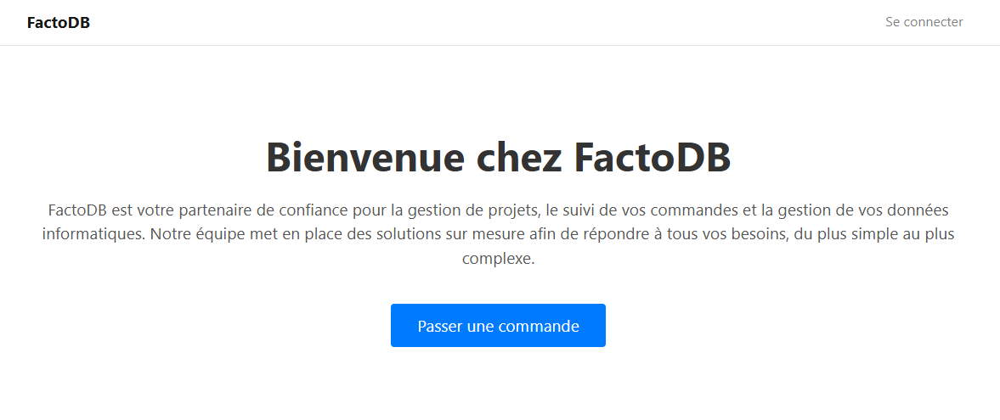 FactoDB
Se connecter
Bienvenue chez FactoDB
FactoDB est votre partenaire de confiance pour la gestion de projets, le suivi de vos commandes et la gestion de vos données
informatiques. Notre équipe met en place des solutions sur mesure afin de répondre à tous vos besoins, du plus simple au plus
complexe.
Passer une commande